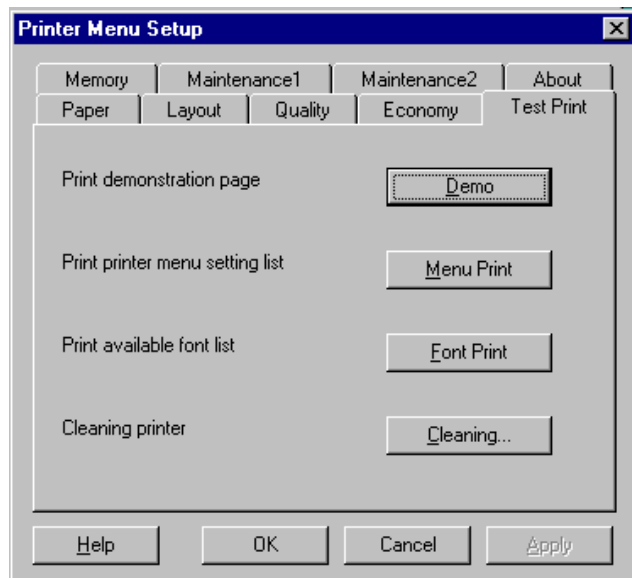 Printer Menu Setup
Memory Maintenance1 Maintenance2 About
Paper Layout Quality Economy Test Print
Print demonstration page Demo
Print printer menu setting list Menu Print
Print available font list Font Print
Cleaning printer Cleaning...
Help OK Cancel Apply